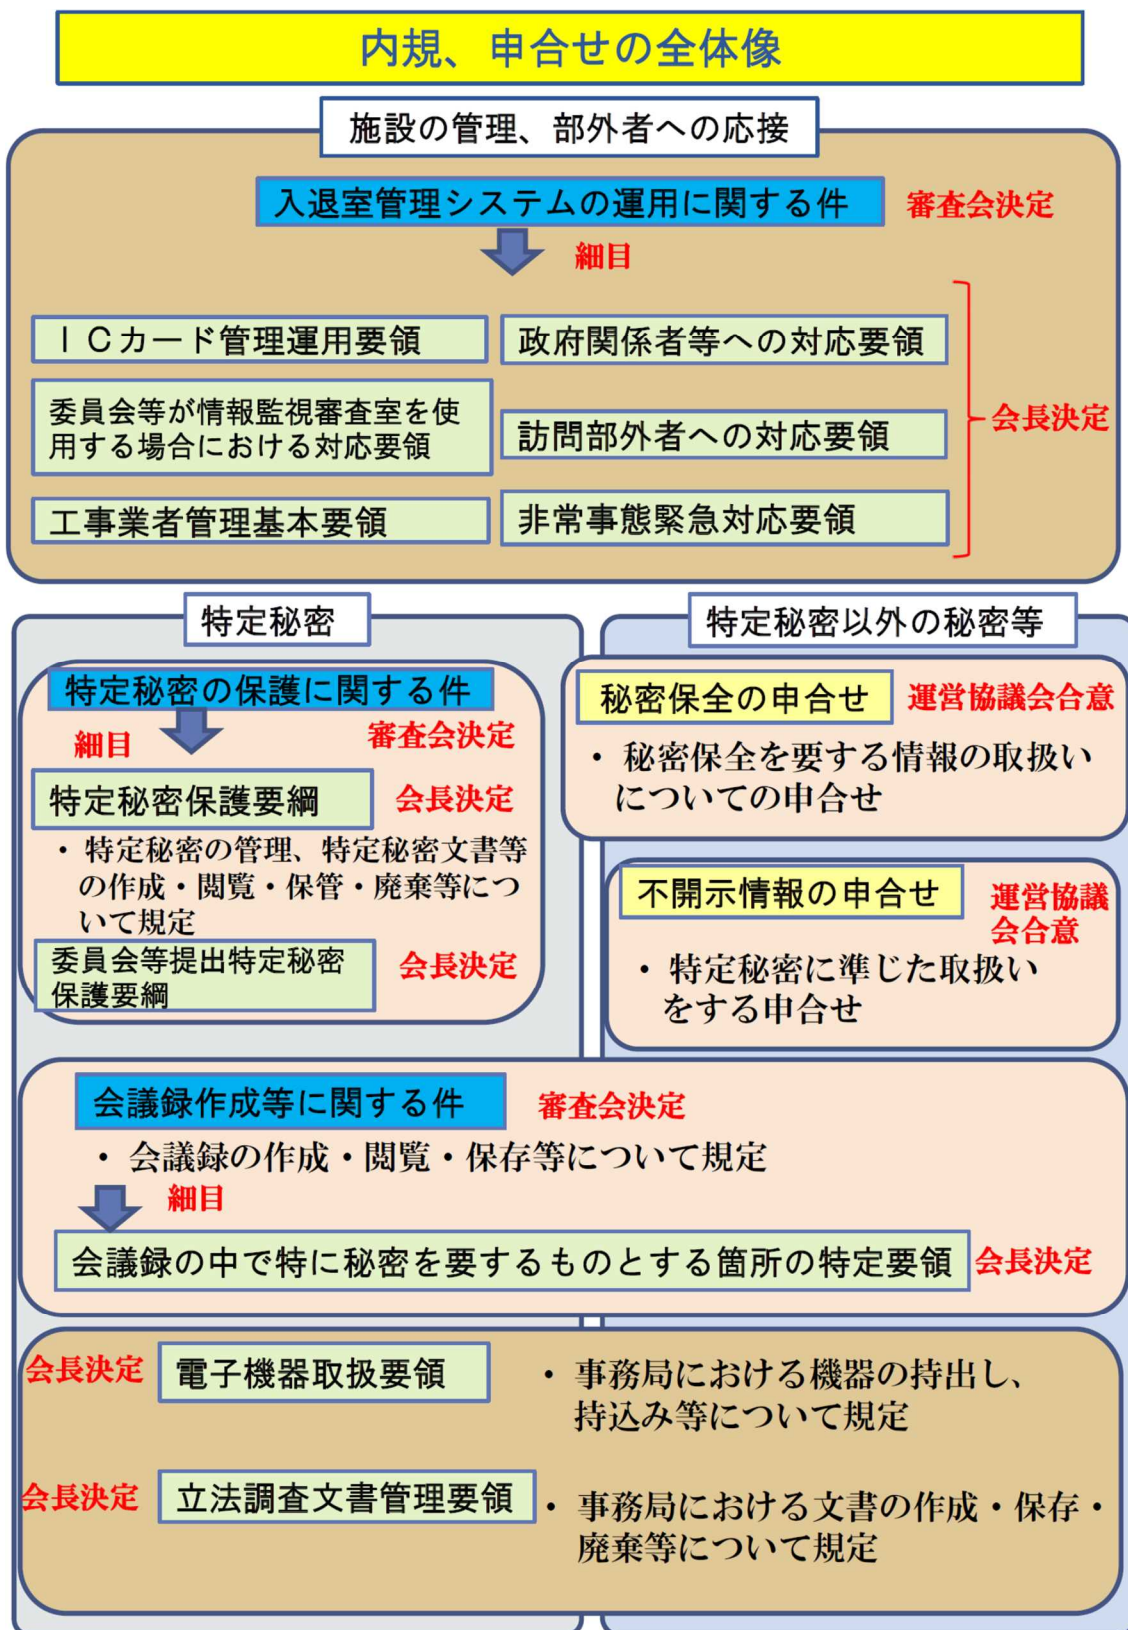 内規、申合せの全体像
施設の管理、部外者への応接
入退室管理システムの運用に関する件
審査会決定
細目
ＩＣカード管理運用要領
政府関係者等への対応要領
委員会等が情報監視審査室を使
用する場合における対応要領
訪問部外者への対応要領
会長決定
工事業者管理基本要領
非常事態緊急対応要領
特定秘密
特定秘密の保護に関する件
細目
審査会決定
特定秘密保護要綱
会長決定
・特定秘密の管理、特定秘密文書等
の作成・閲覧・保管・廃棄等につ
いて規定
委員会等提出特定秘密
保護要綱
会長決定
特定秘密以外の秘密等
秘密保全の申合せ
運営協議会合意
・秘密保全を要する情報の取扱い
についての申合せ
不開示情報の申合せ
運営協議
会合意
・特定秘密に準じた取扱い
をする申合せ
会議録作成等に関する件
審査会決定
・会議録の作成・閲覧・保存等について規定
細目
会議録の中で特に秘密を要するものとする箇所の特定要領
会長決定
会長決定
電子機器取扱要領
・事務局における機器の持出し、
持込み等について規定
会長決定
立法調査文書管理要領
・事務局における文書の作成・保存・
廃棄等について規定